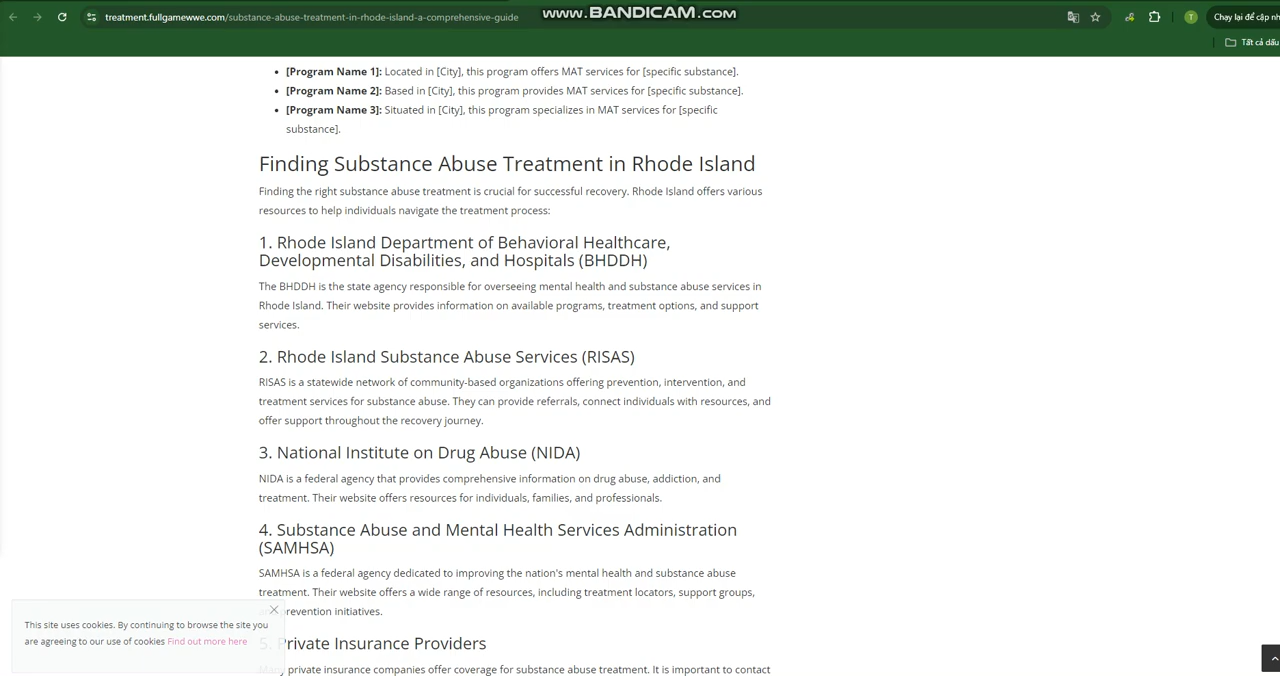 www.BANDICAM.com
treatment.fullgamewwe.com/substance-abuse-treatment-in-rhode-island-a-comprehensive-guide
T
Chạy lại để cập nh
Tất cả dấu
• [Program Name 1]: Located in [City], this program offers MAT services for [specific substance].
• [Program Name 2]: Based in [City], this program provides MAT services for [specific substance].
• [Program Name 3]: Situated in [City], this program specializes in MAT services for [specific
substance].
Finding Substance Abuse Treatment in Rhode Island
Finding the right substance abuse treatment is crucial for successful recovery. Rhode Island offers various
resources to help individuals navigate the treatment process:
1. Rhode Island Department of Behavioral Healthcare,
Developmental Disabilities, and Hospitals (BHDDH)
The BHDDH is the state agency responsible for overseeing mental health and substance abuse services in
Rhode Island. Their website provides information on available programs, treatment options, and support
services.
2. Rhode Island Substance Abuse Services (RISAS)
RISAS is a statewide network of community-based organizations offering prevention, intervention, and
treatment services for substance abuse. They can provide referrals, connect individuals with resources, and
offer support throughout the recovery journey.
3. National Institute on Drug Abuse (NIDA)
NIDA is a federal agency that provides comprehensive information on drug abuse, addiction, and
treatment. Their website offers resources for individuals, families, and professionals.
4. Substance Abuse and Mental Health Services Administration
(SAMHSA)
SAMHSA is a federal agency dedicated to improving the nation's mental health and substance abuse
treatment. Their website offers a wide range of resources, including treatment locators, support groups,
and prevention initiatives.
5. Private Insurance Providers
Many private insurance companies offer coverage for substance abuse treatment. It is important to contact
This site uses cookies. By continuing to browse the site you
are agreeing to our use of cookies Find out more here